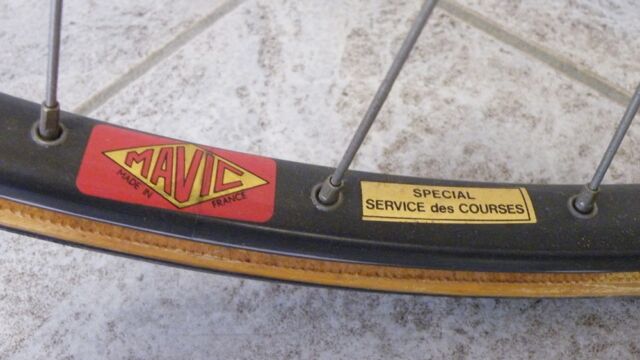 MAVIC
MADE IN FRANCE
SPECIAL
SERVICE des COURSES